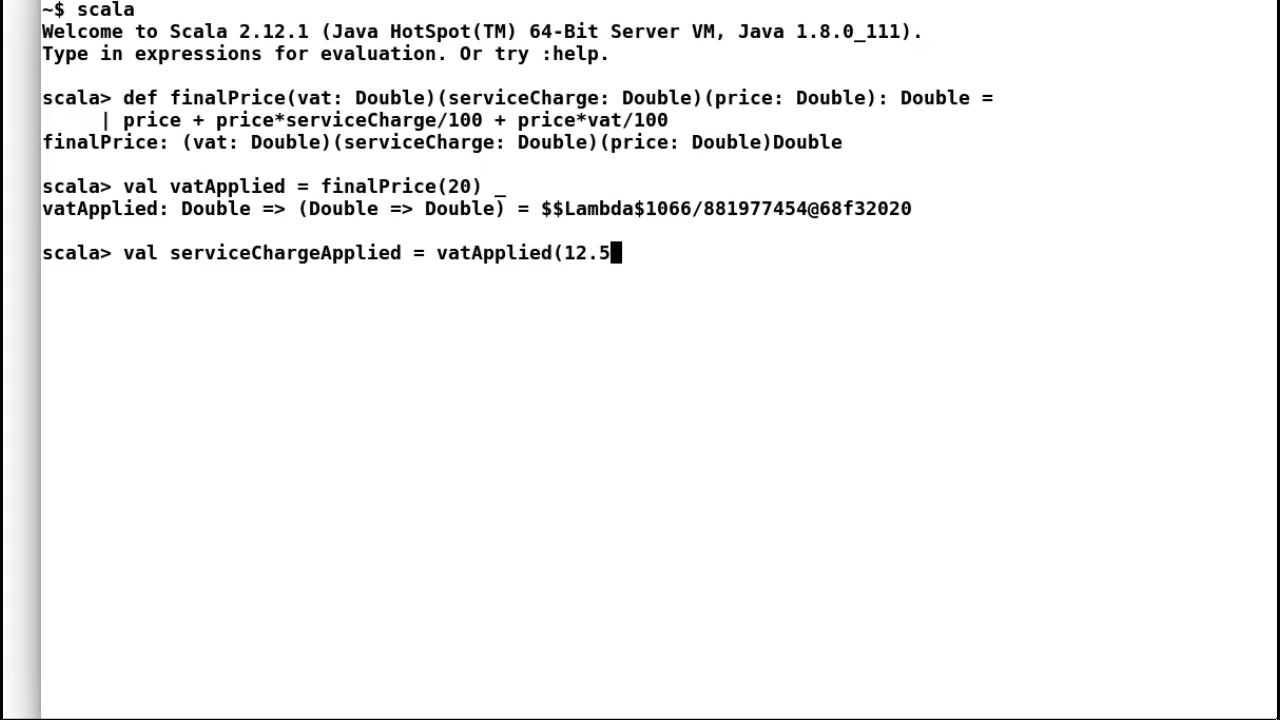 ~$ scala
Welcome to Scala 2.12.1 (Java HotSpot(TM) 64-Bit Server VM, Java 1.8.0_111).
Type in expressions for evaluation. Or try :help.
scala> def finalPrice(vat: Double)(serviceCharge: Double)(price: Double): Double =
     | price + price*serviceCharge/100 + price*vat/100
finalPrice: (vat: Double)(serviceCharge: Double)(price: Double)Double
scala> val vatApplied = finalPrice(20) _
vatApplied: Double => (Double => Double) = $$Lambda$1066/881977454@68f32020
scala> val serviceChargeApplied = vatApplied(12.5